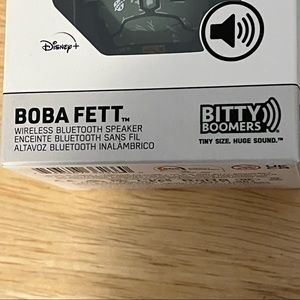 Disney+
BOBA FETT™
WIRELESS BLUETOOTH SPEAKER
ENCEINTE BLUETOOTH SANS FIL
ALTAVOZ BLUETOOTH INALÁMBRICO
BITTY
BOOMERS™
TINY SIZE. HUGE SOUND.™